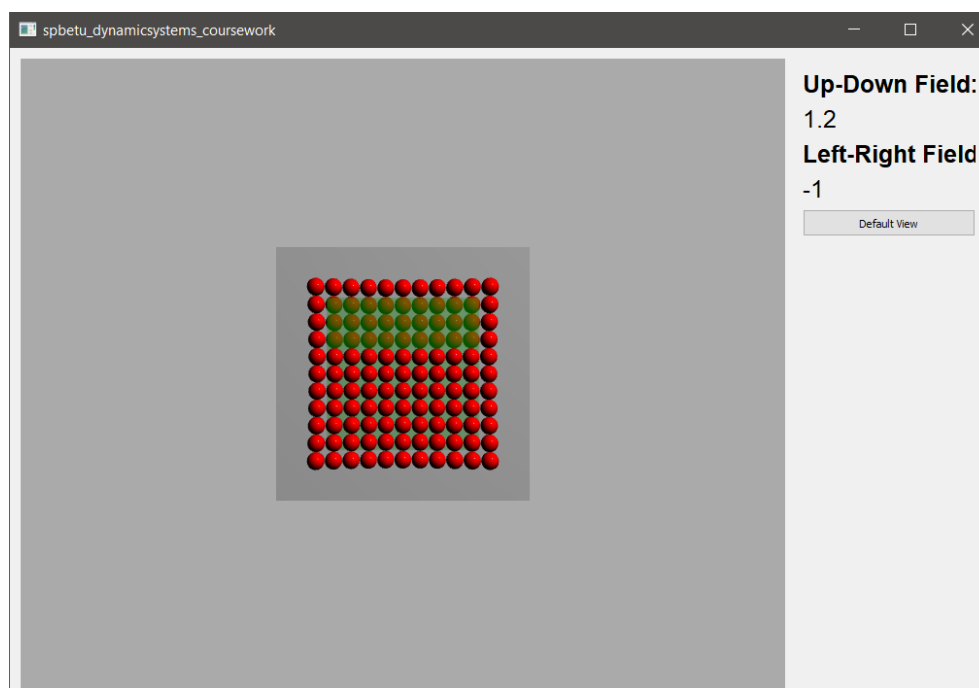 spbetu_dynamicsystems_coursework
Up-Down Field:
1.2
Left-Right Field
-1
Default View